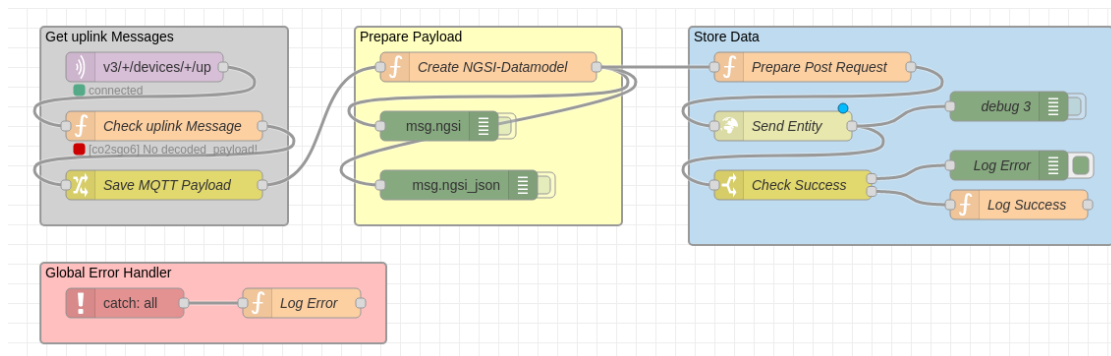 Get uplink Messages
v3/+/devices/+/up
connected
Check uplink Message
[co2sgo6] No decoded_payload!
Save MQTT Payload
Prepare Payload
Create NGSI-Datamodel
msg.ngsi
msg.ngsi_json
Store Data
Prepare Post Request
Send Entity
debug 3
Check Success
Log Error
Log Success
Global Error Handler
catch: all
Log Error